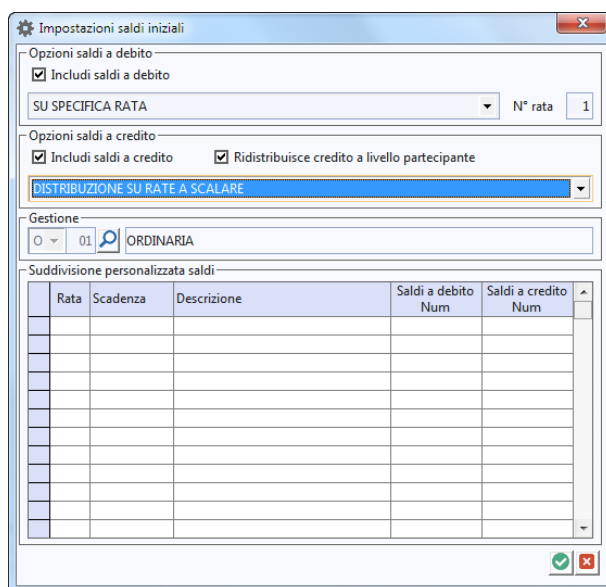 Impostazioni saldi iniziali
Opzioni saldi a debito
Includi saldi a debito
SU SPECIFICA RATA N° rata 1
Opzioni saldi a credito
Includi saldi a credito Ridistribuisce credito a livello partecipante
DISTRIBUZIONE SU RATE A SCALARE
Gestione
O 01 ORDINARIA
Suddivisione personalizzata saldi
Rata Scadenza Descrizione Saldi a debito Num Saldi a credito Num